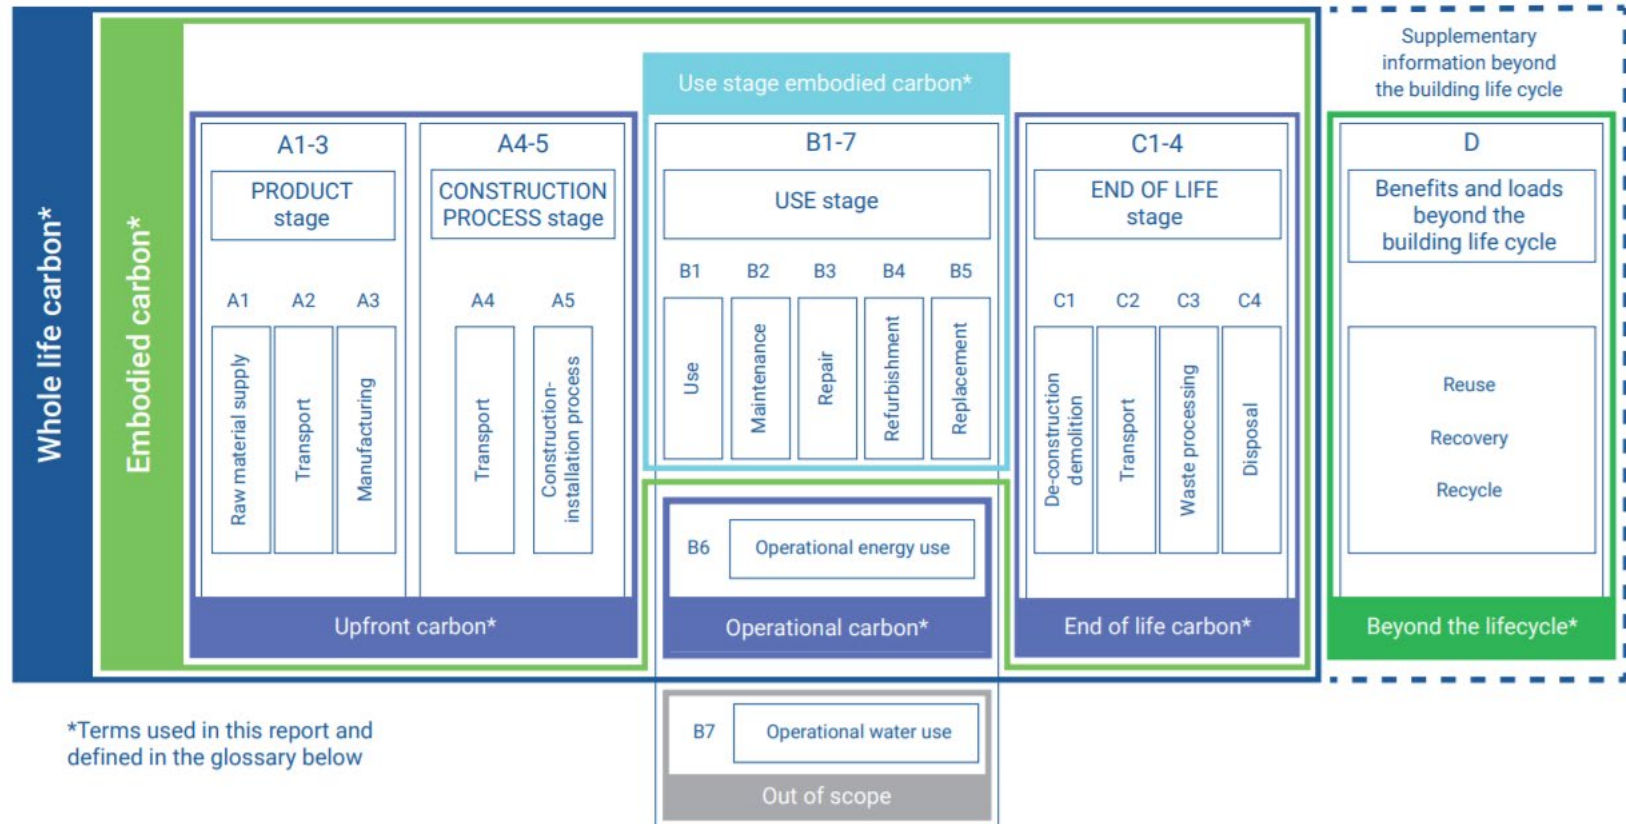 Whole life carbon*
Embodied carbon*
Use stage embodied carbon*
Supplementary
information beyond
the building life cycle
A1-3
PRODUCT
stage
A1
A2
A3
Raw material supply
Transport
Manufacturing
A4-5
CONSTRUCTION
PROCESS stage
A4
A5
Transport
Construction-
installation process
Upfront carbon*
B1-7
USE stage
B1
B2
B3
B4
B5
Use
Maintenance
Repair
Refurbishment
Replacement
B6
Operational energy use
Operational carbon*
B7
Operational water use
Out of scope
C1-4
END OF LIFE
stage
C1
C2
C3
C4
De-construction
demolition
Transport
Waste processing
Disposal
End of life carbon*
D
Benefits and loads
beyond the
building life cycle
Reuse
Recovery
Recycle
Beyond the lifecycle*
*Terms used in this report and
defined in the glossary below